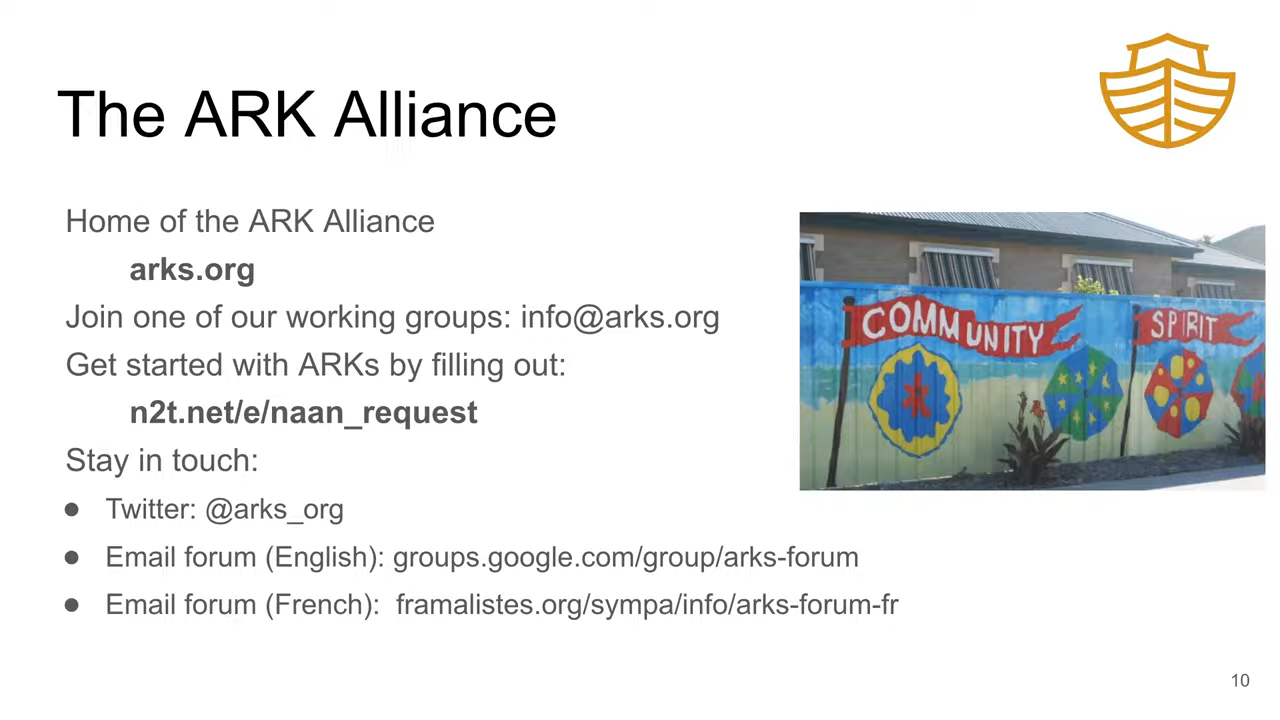 The ARK Alliance
Home of the ARK Alliance
arks.org
Join one of our working groups: info@arks.org
Get started with ARKs by filling out:
n2t.net/e/naan_request
Stay in touch:
● Twitter: @arks_org
● Email forum (English): groups.google.com/group/arks-forum
● Email forum (French): framalistes.org/sympa/info/arks-forum-fr
COMMUNITY
SPIRIT
10